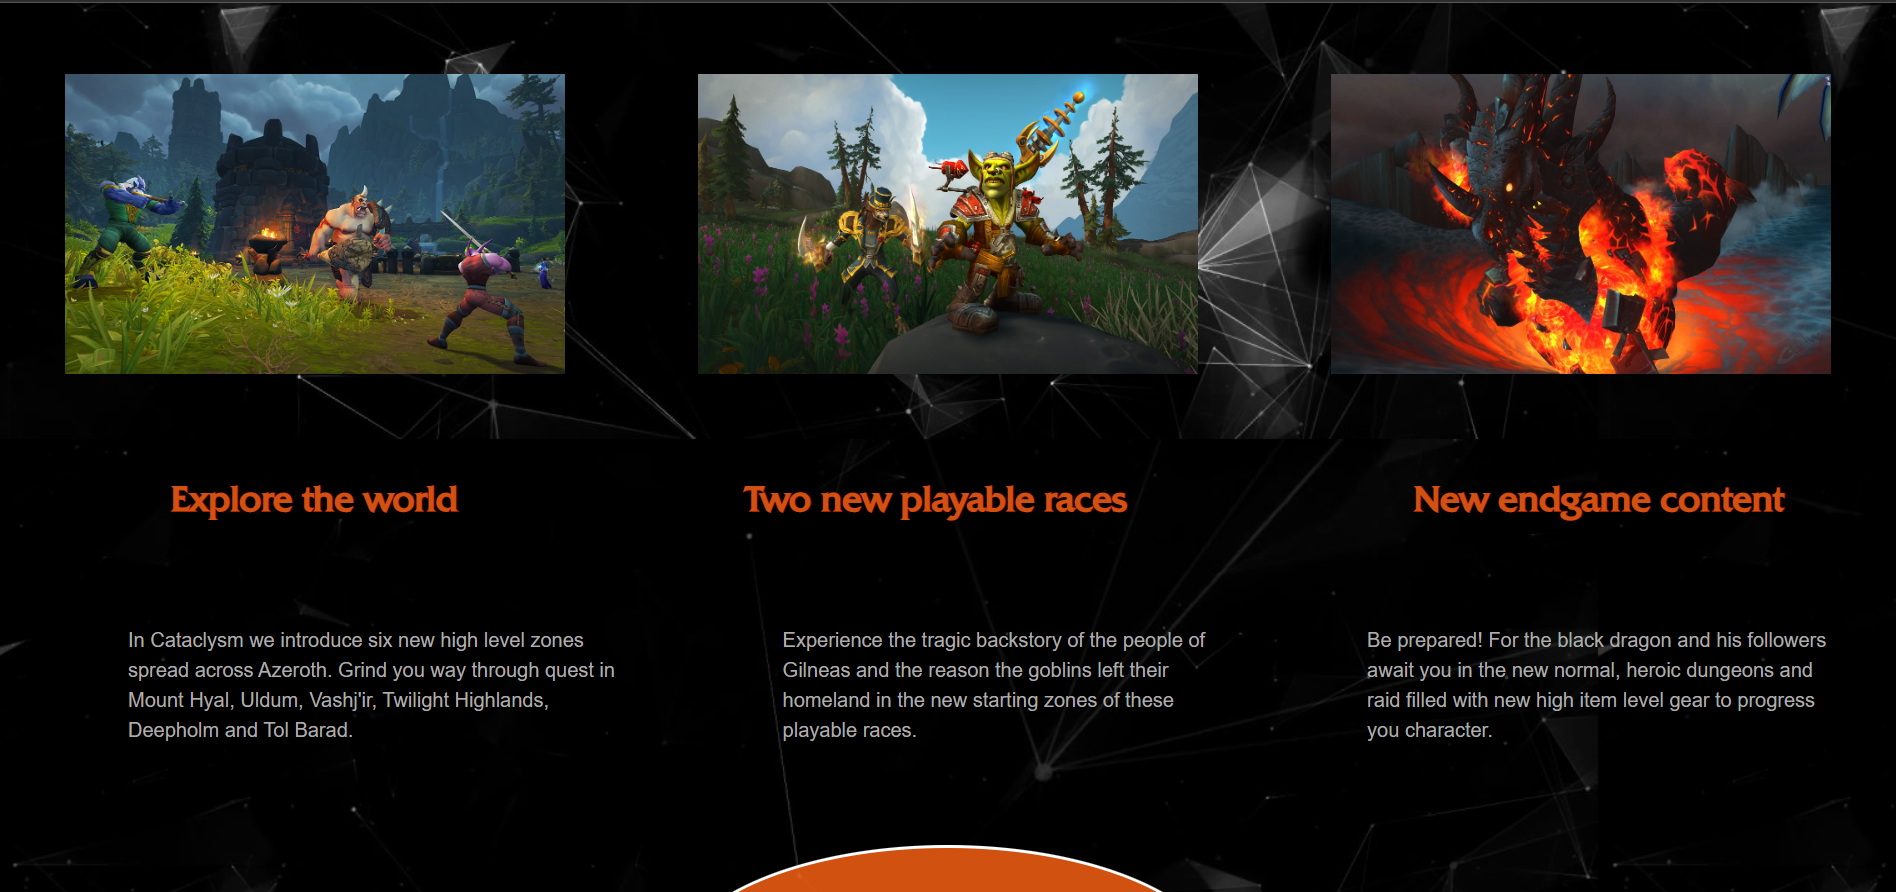 Explore the world
Two new playable races
New endgame content
In Cataclysm we introduce six new high level zones
spread across Azeroth. Grind you way through quest in
Mount Hyal, Uldum, Vashj'ir, Twilight Highlands,
Deepholm and Tol Barad.
Experience the tragic backstory of the people of
Gilneas and the reason the goblins left their
homeland in the new starting zones of these
playable races.
Be prepared! For the black dragon and his followers
await you in the new normal, heroic dungeons and
raid filled with new high item level gear to progress
you character.